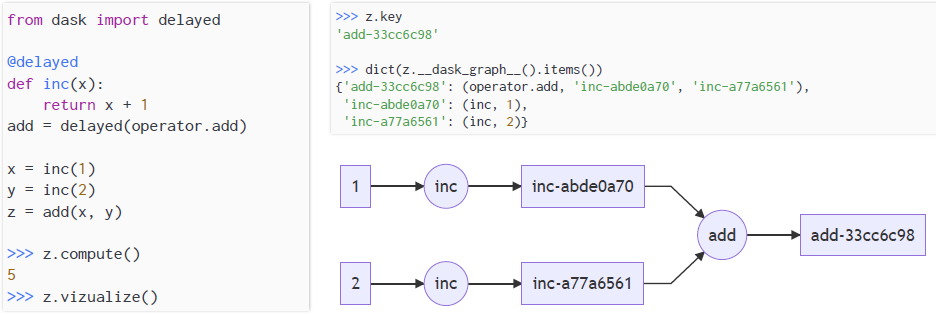 from dask import delayed
@delayed
def inc(x):
    return x + 1
add = delayed(operator.add)
x = inc(1)
y = inc(2)
z = add(x, y)
>>> z.compute()
5
>>> z.vizualize()
>>> z.key
'add-33cc6c98'
>>> dict(z.__dask_graph__().items())
{'add-33cc6c98': (operator.add, 'inc-abde0a70', 'inc-a77a6561'),
 'inc-abde0a70': (inc, 1),
 'inc-a77a6561': (inc, 2)}
1 inc inc-abde0a70
add add-33cc6c98
2 inc inc-a77a6561